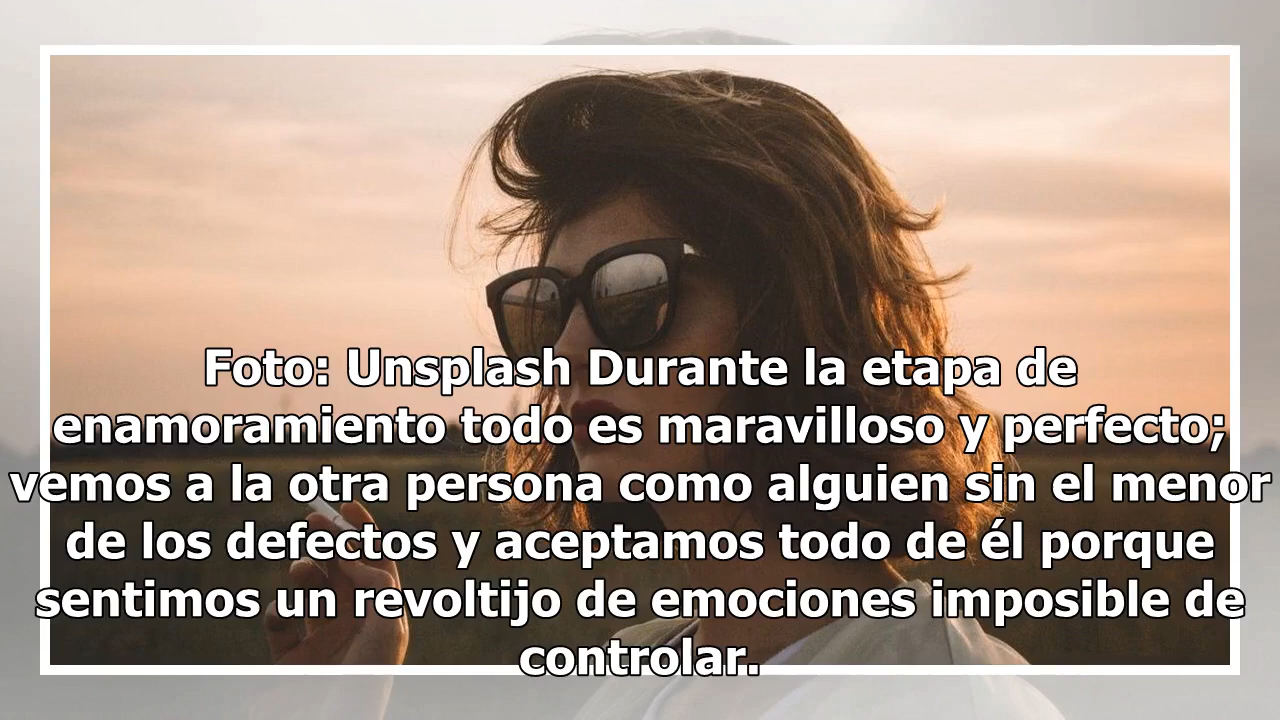 Foto: Unsplash Durante la etapa de
enamoramiento todo es maravilloso y perfecto;
vemos a la otra persona como alguien sin el menor
de los defectos y aceptamos todo de él porque
sentimos un revoltijo de emociones imposible de
controlar.